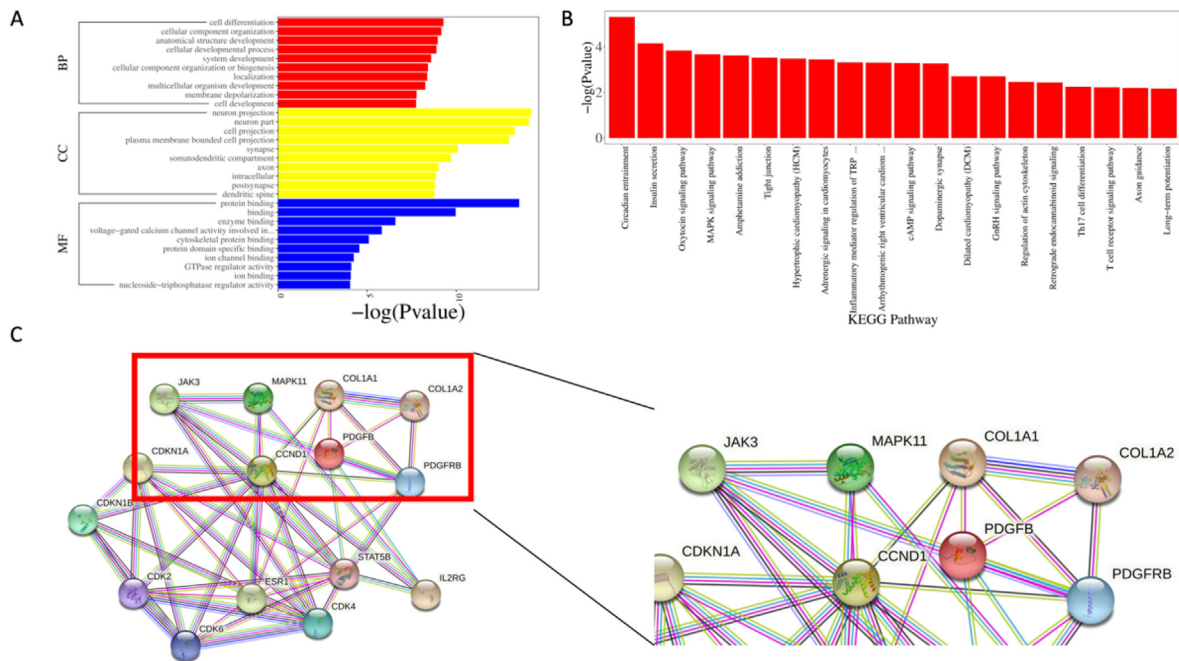 A
BP
cell differentiation
cellular component organization
anatomical structure development
cellular developmental process
system development
cellular component organization or biogenesis
localization
multicellular organism development
membrane depolarization
cell development
CC
neuron projection
neuron part
cell projection
plasma membrane bounded cell projection
synapse
somatodendritic compartment
axon
intracellular
postsynapse
dendritic spine
MF
protein binding
binding
enzyme binding
voltage−gated calcium channel activity involved in...
cytoskeletal protein binding
protein domain specific binding
ion channel binding
GTPase regulator activity
ion binding
nucleoside−triphosphatase regulator activity
0
5
10
−log(Pvalue)
B
−log(Pvalue)
4
2
0
Circadian entrainment
Insulin secretion
Oxytocin signaling pathway
MAPK signaling pathway
Amphetamine addiction
Tight junction
Hypertrophic cardiomyopathy (HCM)
Adrenergic signaling in cardiomyocytes
Inflammatory mediator regulation of TRP ...
Arrhythmogenic right ventricular cardiom ...
cAMP signaling pathway
Dopaminergic synapse
Dilated cardiomyopathy (DCM)
GnRH signaling pathway
Regulation of actin cytoskeleton
Retrograde endocannabinoid signaling
Th17 cell differentiation
T cell receptor signaling pathway
Axon guidance
Long−term potentiation
KEGG Pathway
C
JAK3
MAPK11
COL1A1
COL1A2
PDGFB
CDKN1A
CCND1
PDGFRB
CDKN1B
STAT5B
CDK2
ESR1
IL2RG
CDK4
CDK6
JAK3
MAPK11
COL1A1
COL1A2
PDGFB
CDKN1A
CCND1
PDGFRB